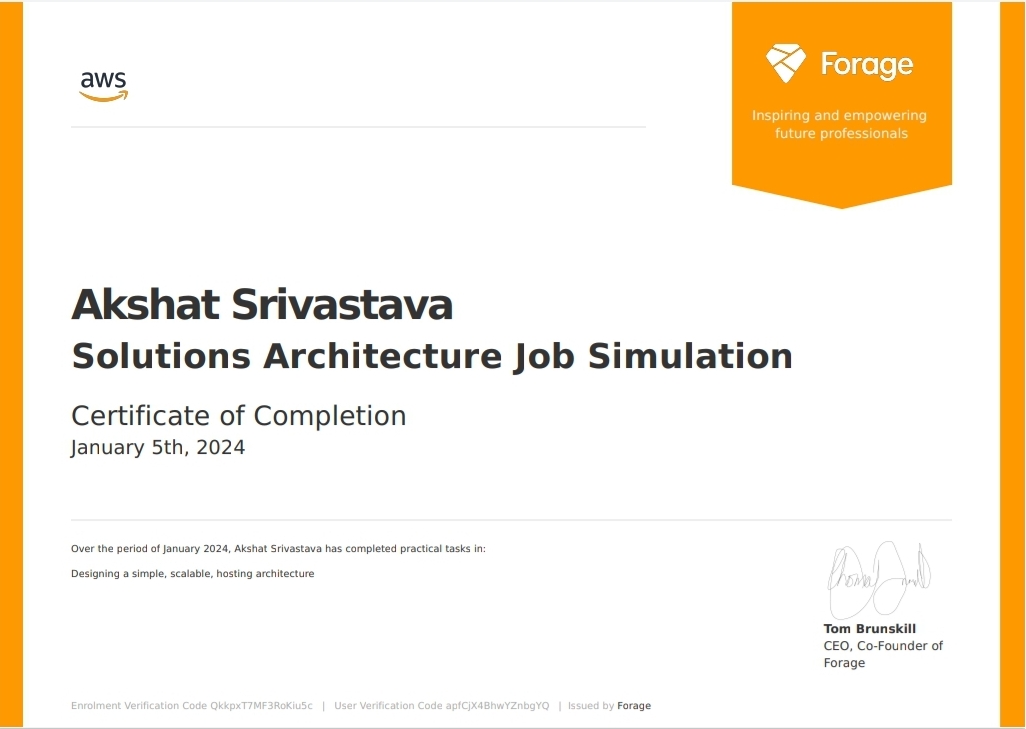 aws
Forage
Inspiring and empowering
future professionals
Akshat Srivastava
Solutions Architecture Job Simulation
Certificate of Completion
January 5th, 2024
Over the period of January 2024, Akshat Srivastava has completed practical tasks in:
Designing a simple, scalable, hosting architecture
Tom Brunskill
CEO, Co-Founder of
Forage
Enrolment Verification Code QkkpxT7MF3RoKiu5c | User Verification Code apfCjX4BhwYZnbgYQ | Issued by Forage